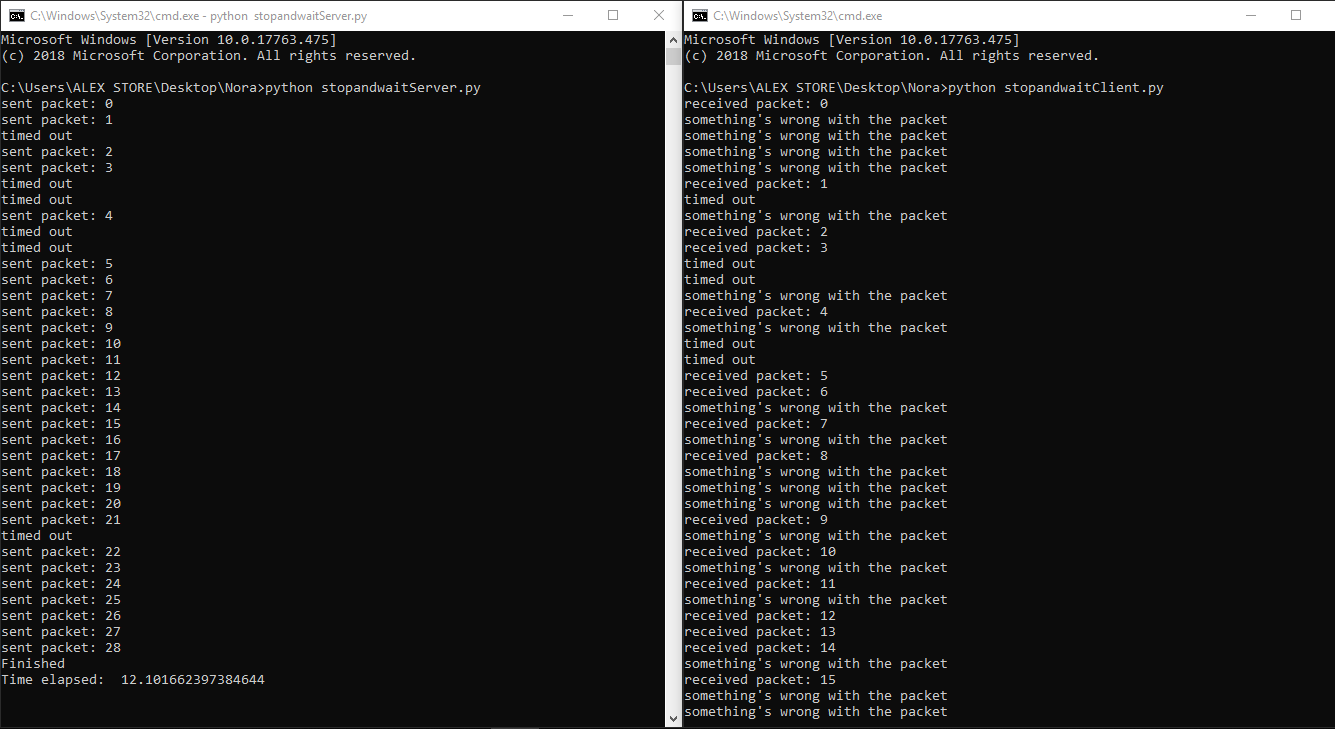 C:\Windows\System32\cmd.exe - python  stopandwaitServer.py
Microsoft Windows [Version 10.0.17763.475]
(c) 2018 Microsoft Corporation. All rights reserved.
C:\Users\ALEX STORE\Desktop\Nora>python stopandwaitServer.py
sent packet: 0
sent packet: 1
timed out
sent packet: 2
sent packet: 3
timed out
timed out
sent packet: 4
timed out
timed out
sent packet: 5
sent packet: 6
sent packet: 7
sent packet: 8
sent packet: 9
sent packet: 10
sent packet: 11
sent packet: 12
sent packet: 13
sent packet: 14
sent packet: 15
sent packet: 16
sent packet: 17
sent packet: 18
sent packet: 19
sent packet: 20
sent packet: 21
timed out
sent packet: 22
sent packet: 23
sent packet: 24
sent packet: 25
sent packet: 26
sent packet: 27
sent packet: 28
Finished
Time elapsed:  12.101662397384644
C:\Windows\System32\cmd.exe
Microsoft Windows [Version 10.0.17763.475]
(c) 2018 Microsoft Corporation. All rights reserved.
C:\Users\ALEX STORE\Desktop\Nora>python stopandwaitClient.py
received packet: 0
something's wrong with the packet
something's wrong with the packet
something's wrong with the packet
something's wrong with the packet
received packet: 1
timed out
something's wrong with the packet
received packet: 2
received packet: 3
timed out
timed out
something's wrong with the packet
received packet: 4
something's wrong with the packet
timed out
timed out
received packet: 5
received packet: 6
something's wrong with the packet
received packet: 7
something's wrong with the packet
received packet: 8
something's wrong with the packet
something's wrong with the packet
something's wrong with the packet
received packet: 9
something's wrong with the packet
received packet: 10
something's wrong with the packet
received packet: 11
something's wrong with the packet
received packet: 12
received packet: 13
received packet: 14
something's wrong with the packet
received packet: 15
something's wrong with the packet
something's wrong with the packet